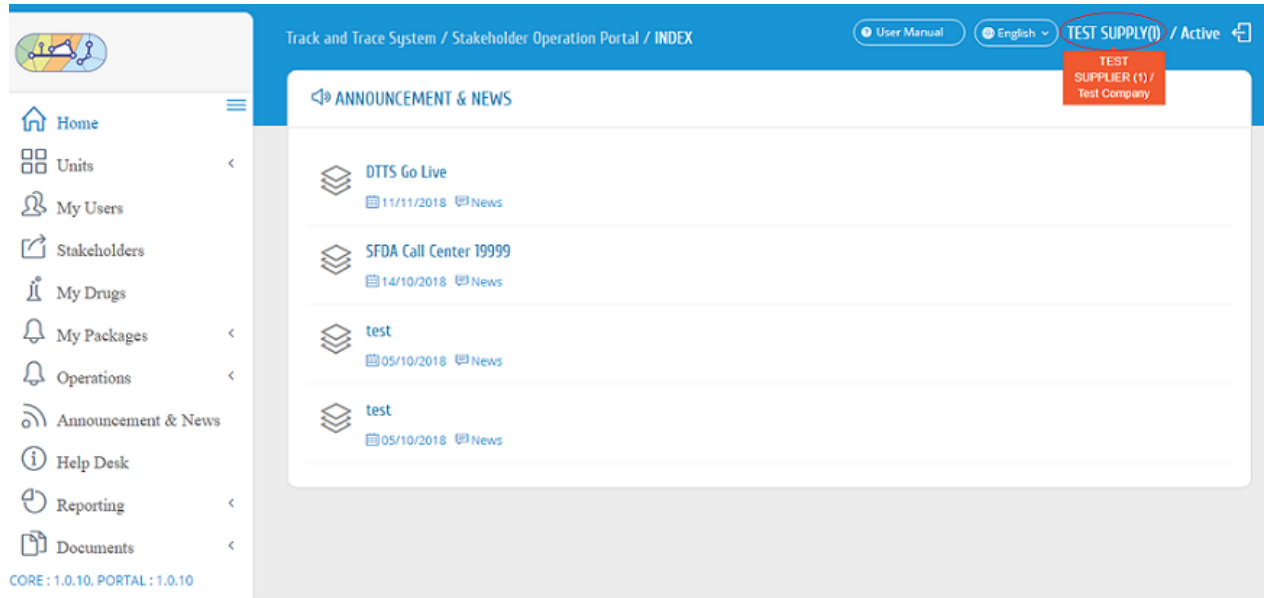 Track and Trace System / Stakeholder Operation Portal / INDEX
User Manual
English
TEST SUPPLY(1) / Active
TEST
SUPPLIER (1) /
Test Company
Home
Units
My Users
Stakeholders
My Drugs
My Packages
Operations
Announcement & News
Help Desk
Reporting
Documents
CORE : 1.0.10, PORTAL : 1.0.10
ANNOUNCEMENT & NEWS
DTTS Go Live
11/11/2018 News
SFDA Call Center 19999
14/10/2018 News
test
05/10/2018 News
test
05/10/2018 News